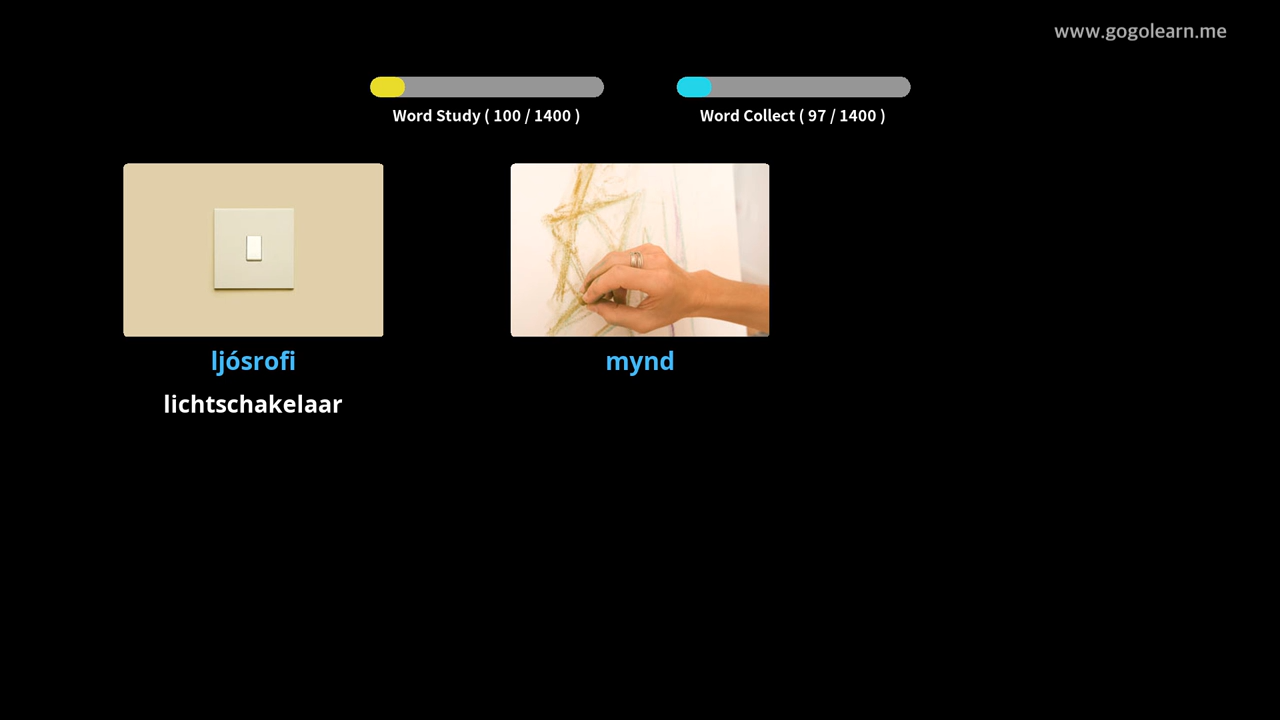 www.gogolearn.me
Word Study ( 100 / 1400 )
Word Collect ( 97 / 1400 )
ljósrofi
mynd
lichtschakelaar